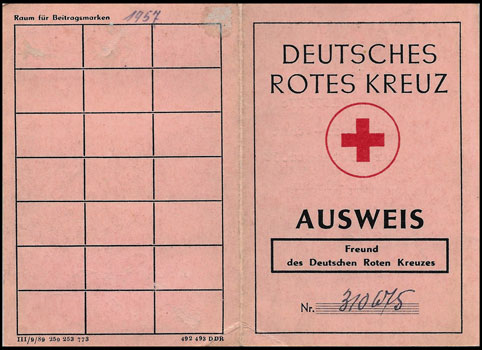 Raum für Beitragsmarken 1957
III/9/89 250 253 773 492 493 DDR
DEUTSCHES
ROTES KREUZ
AUSWEIS
Freund
des Deutschen Roten Kreuzes
Nr. 310675